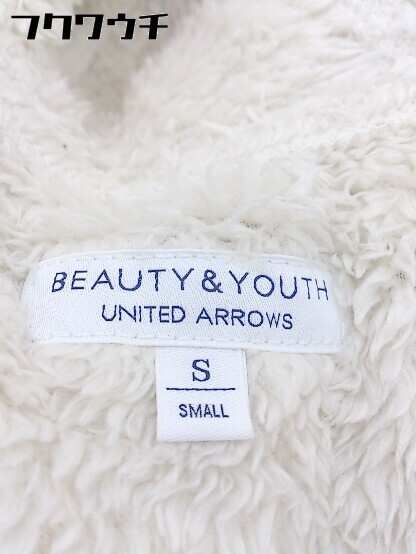 フクワウチ
BEAUTY&YOUTH
UNITED ARROWS
S
SMALL